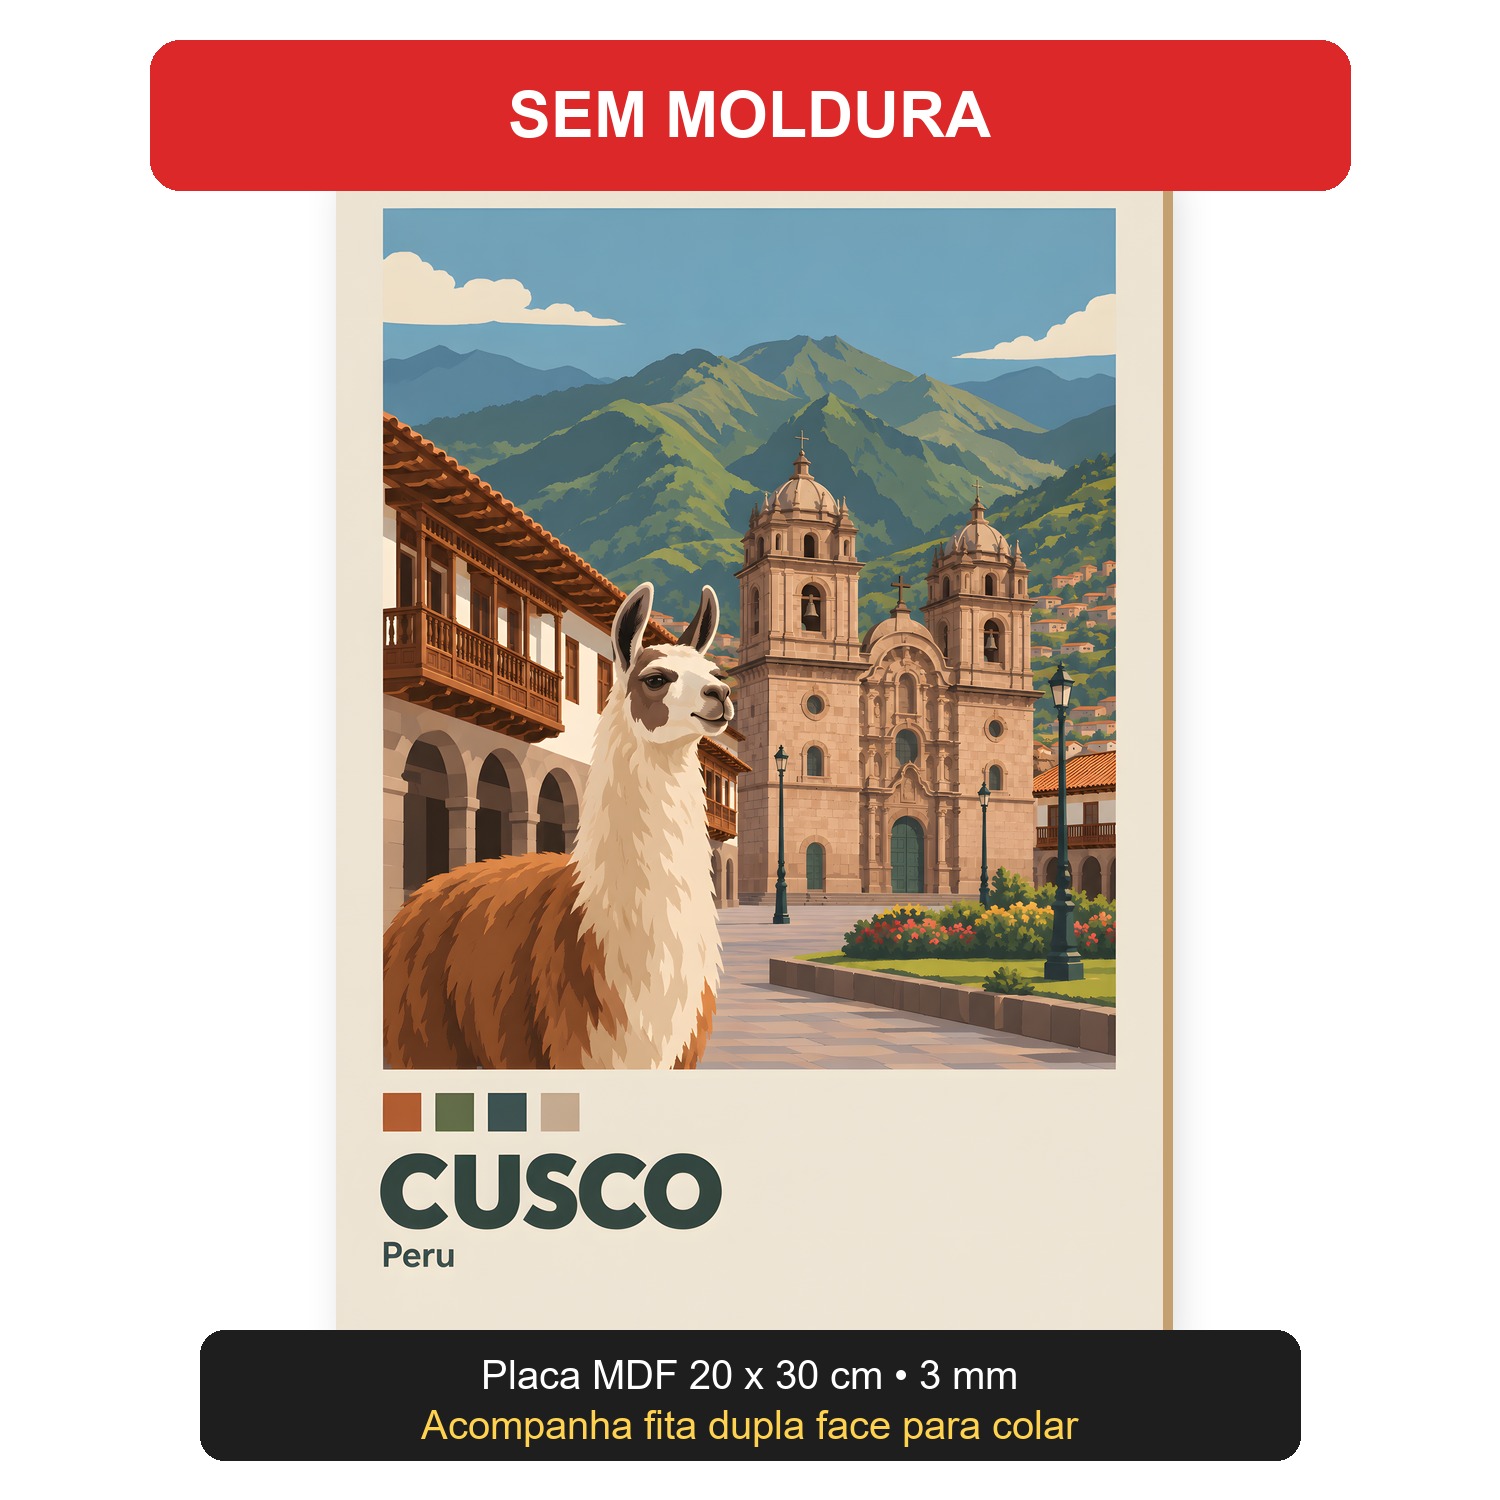 SEM MOLDURA
CUSCO
Peru
Placa MDF 20 x 30 cm • 3 mm
Acompanha fita dupla face para colar